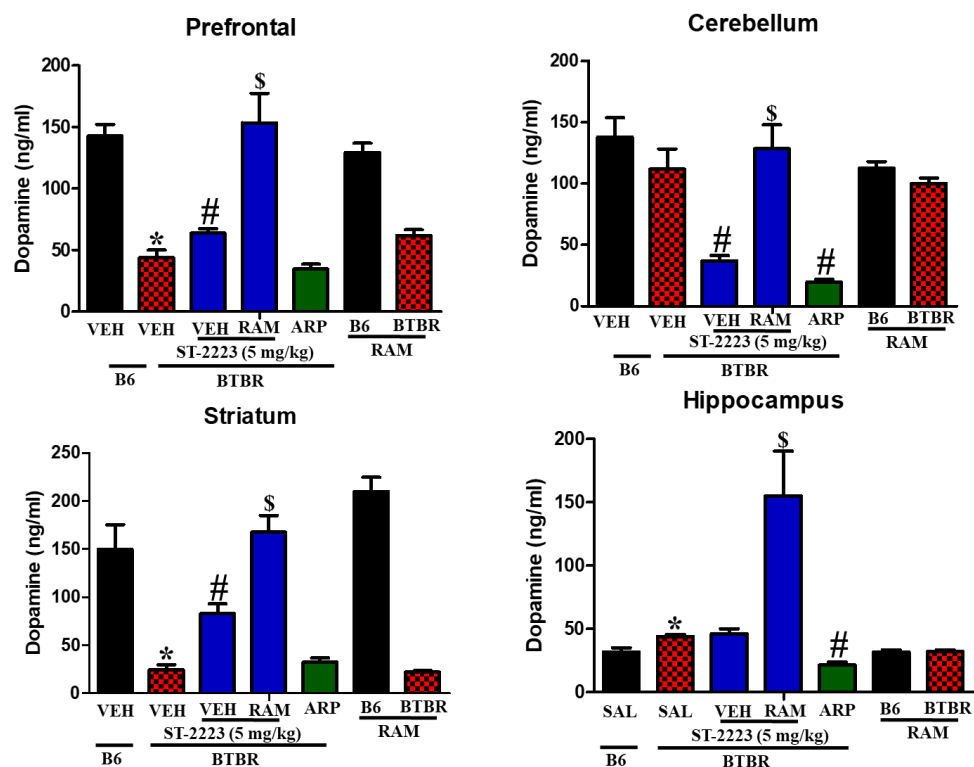 Prefrontal
Dopamine (ng/ml)
200
150
100
50
0
*
#
$
VEH VEH VEH RAM ARP B6 BTBR
ST-2223 (5 mg/kg) RAM
B6 BTBR
Cerebellum
Dopamine (ng/ml)
200
150
100
50
0
#
$
#
VEH VEH VEH RAM ARP B6 BTBR
ST-2223 (5 mg/kg) RAM
B6 BTBR
Striatum
Dopamine (ng/ml)
250
200
150
100
50
0
*
#
$
VEH VEH VEH RAM ARP B6 BTBR
ST-2223 (5 mg/kg) RAM
B6 BTBR
Hippocampus
Dopamine (ng/ml)
200
150
100
50
0
*
$
#
SAL SAL VEH RAM ARP B6 BTBR
ST-2223 (5 mg/kg) RAM
B6 BTBR